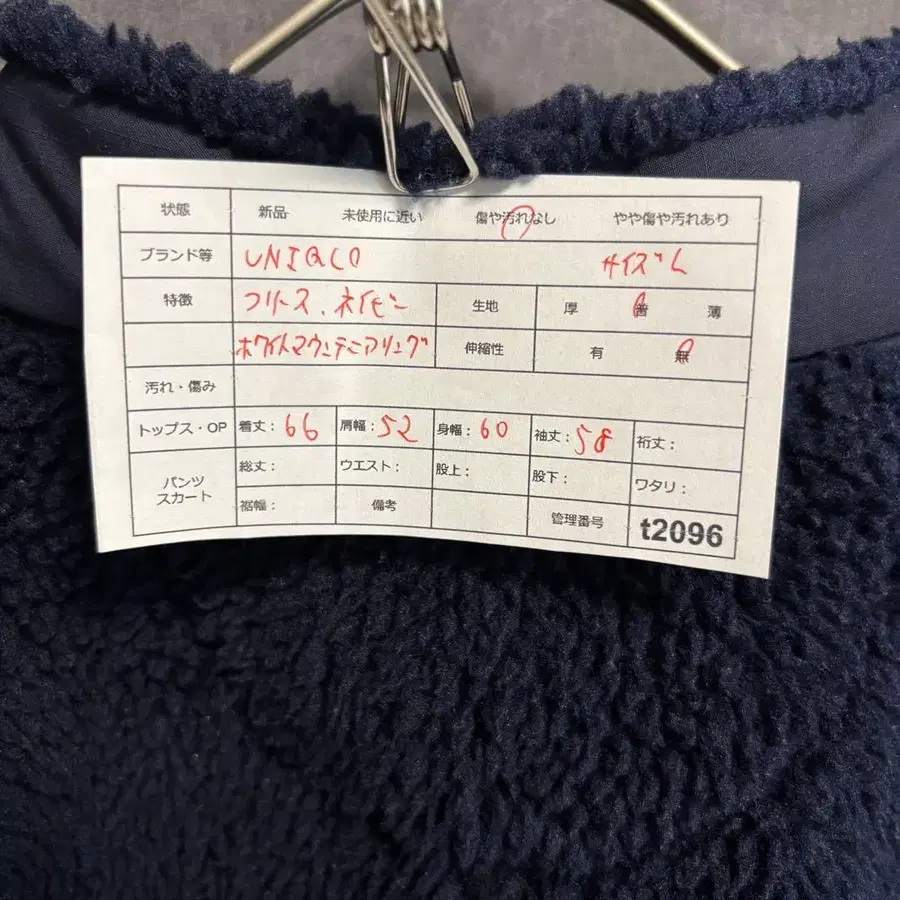 状態 新品 未使用に近い 傷や汚れなし やや傷や汚れあり
ブランド等 UNIQLO サイズ L
特徴 フリース、ネイビー 生地 厚 普 薄
ホワイトマウンテニアリング 伸縮性 有 無
汚れ・傷み
トップス・OP 着丈：66 肩幅：52 身幅：60 袖丈：58 裄丈：
パンツ スカート 総丈： ウエスト： 股上： 股下： ワタリ：
裾幅： 備考 管理番号 t2096